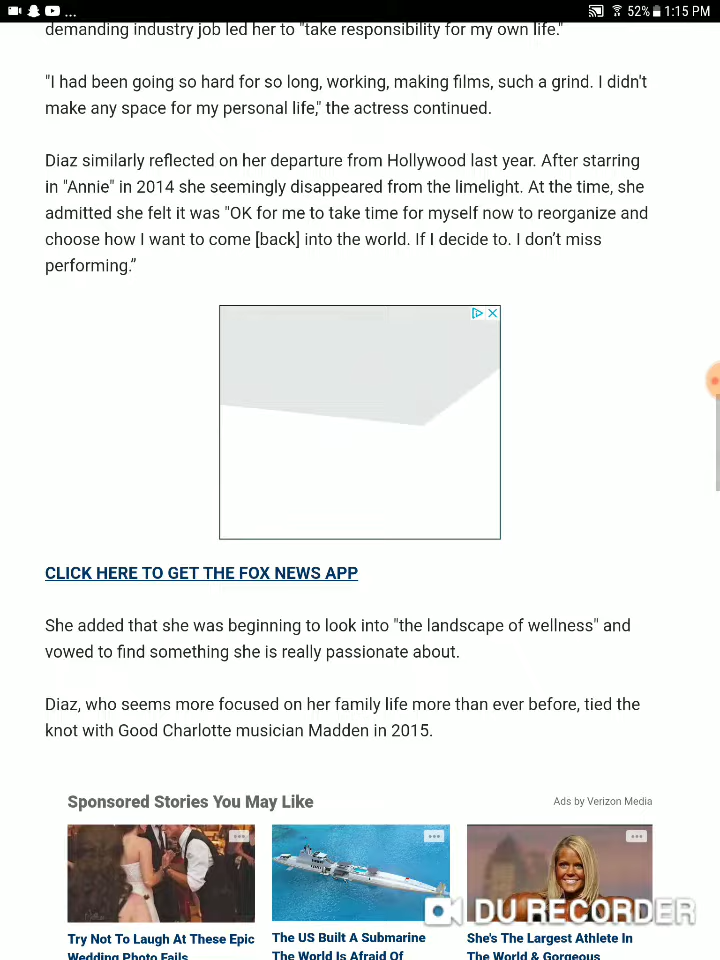 ... 52% 1:15 PM
demanding industry job led her to "take responsibility for my own life."
"I had been going so hard for so long, working, making films, such a grind. I didn't
make any space for my personal life," the actress continued.
Diaz similarly reflected on her departure from Hollywood last year. After starring
in "Annie" in 2014 she seemingly disappeared from the limelight. At the time, she
admitted she felt it was "OK for me to take time for myself now to reorganize and
choose how I want to come [back] into the world. If I decide to. I don’t miss
performing.”
CLICK HERE TO GET THE FOX NEWS APP
She added that she was beginning to look into "the landscape of wellness" and
vowed to find something she is really passionate about.
Diaz, who seems more focused on her family life more than ever before, tied the
knot with Good Charlotte musician Madden in 2015.
Sponsored Stories You May Like
Ads by Verizon Media
DU RECORDER
Try Not To Laugh At These Epic
Wedding Photo Fails
The US Built A Submarine
The World Is Afraid Of
She's The Largest Athlete In
The World & Gorgeous